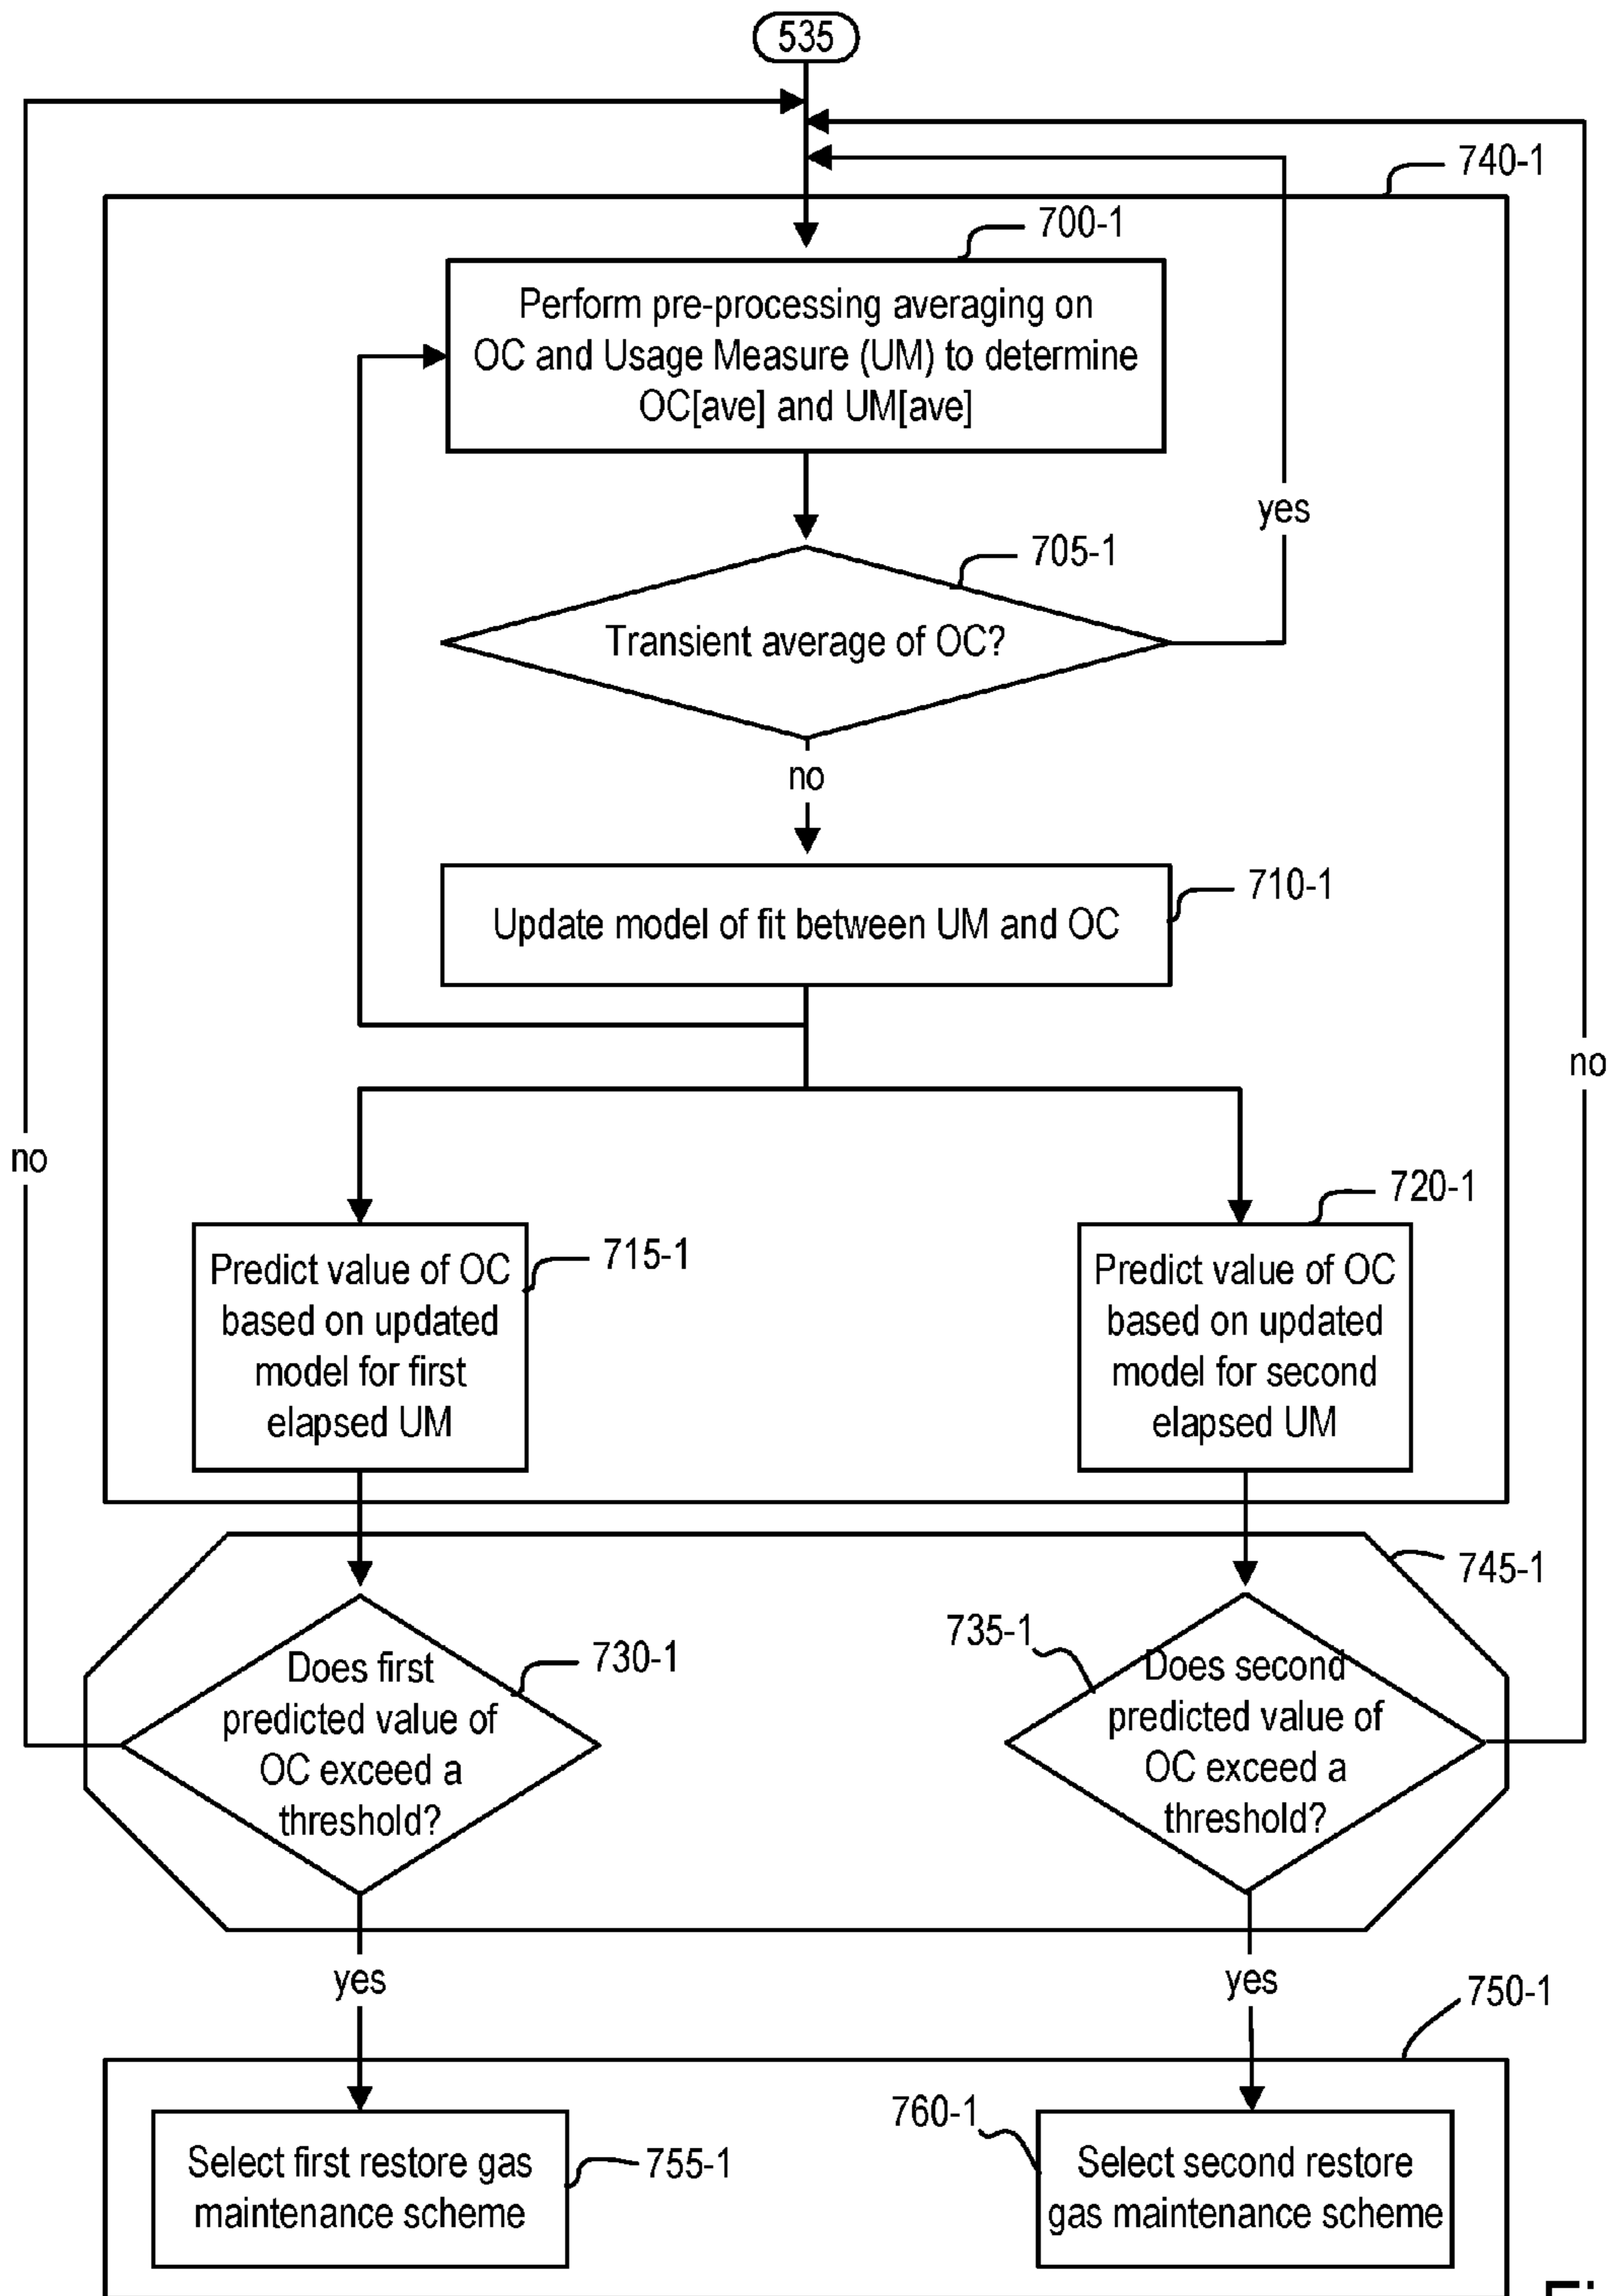 535
740-1
700-1
Perform pre-processing averaging on
OC and Usage Measure (UM) to determine
OC[ave] and UM[ave]
yes
705-1
Transient average of OC?
no
710-1
Update model of fit between UM and OC
no
no
720-1
715-1
Predict value of OC
based on updated
model for first
elapsed UM
Predict value of OC
based on updated
model for second
elapsed UM
745-1
730-1
Does first
predicted value of
OC exceed a
threshold?
735-1
Does second
predicted value of
OC exceed a
threshold?
yes
yes
750-1
755-1
Select first restore gas
maintenance scheme
760-1
Select second restore
gas maintenance scheme